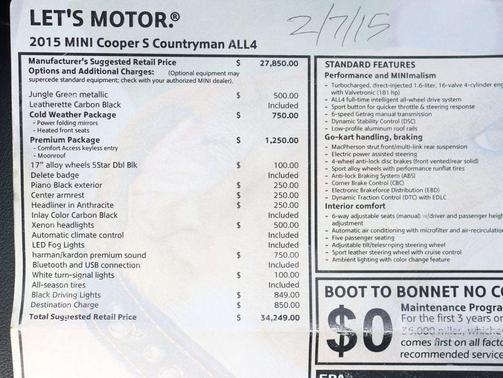 LET'S MOTOR.®
2/7/15
2015 MINI Cooper S Countryman ALL4
Manufacturer's Suggested Retail Price $ 27,850.00
Options and Additional Charges: (Optional equipment may
supercede standard equipment; check with your authorized MINI dealer).
Jungle Green metallic $ 500.00
Leatherette Carbon Black Included
Cold Weather Package $ 750.00
- Power folding mirrors
- Heated front seats
Premium Package $ 1,250.00
- Comfort Access keyless entry
- Moonroof
17" alloy wheels 5Star Dbl Blk $ 100.00
Delete badge Included
Piano Black exterior $ 250.00
Center armrest $ 250.00
Headliner in Anthracite $ 250.00
Inlay Color Carbon Black Included
Xenon headlights $ 500.00
Automatic climate control Included
LED Fog Lights Included
harman/kardon premium sound $ 750.00
Bluetooth and USB connection Included
White turn-signal lights $ 100.00
All-season tires Included
Black Driving Lights $ 849.00
Destination Charge $ 850.00
Total Suggested Retail Price $ 34,249.00
STANDARD FEATURES
Performance and MINImalism
- Turbocharged, direct-injected 1.6-liter, 16-valve 4-cylinder eng
with Valvetronic (181 hp)
- ALL4 full-time intelligent all-wheel drive system
- Sport button for quicker throttle & steering response
- 6-speed Getrag manual transmission
- Dynamic Stability Control (DSC)
- Low-profile aluminum roof rails
Go-kart handling, braking
- MacPherson strut front/multi-link rear suspension
- Electric power assisted steering
- 4-wheel anti-lock disc brakes (front vented/rear solid)
- Sport alloy wheels with performance runflat tires
- Anti-lock Braking System (ABS)
- Corner Brake Control (CBC)
- Electronic Brakeforce Distribution (EBD)
- Dynamic Traction Control (DTC) with EDLC
Interior comfort
- 6-way adjustable seats (manual) w/driver and passenger heigh
adjustment
- Automatic air conditioning with microfilter and air-recirculatio
- Five passenger seating
- Adjustable tilt/telescoping steering wheel
- Sport leather steering wheel with cruise control
- Ambient lighting with color change feature
BOOT TO BONNET NO CO
$0 Maintenance Progra
For the first 3 years or
36,000 miles, whiche
comes first on all facto
recommended service
EPA